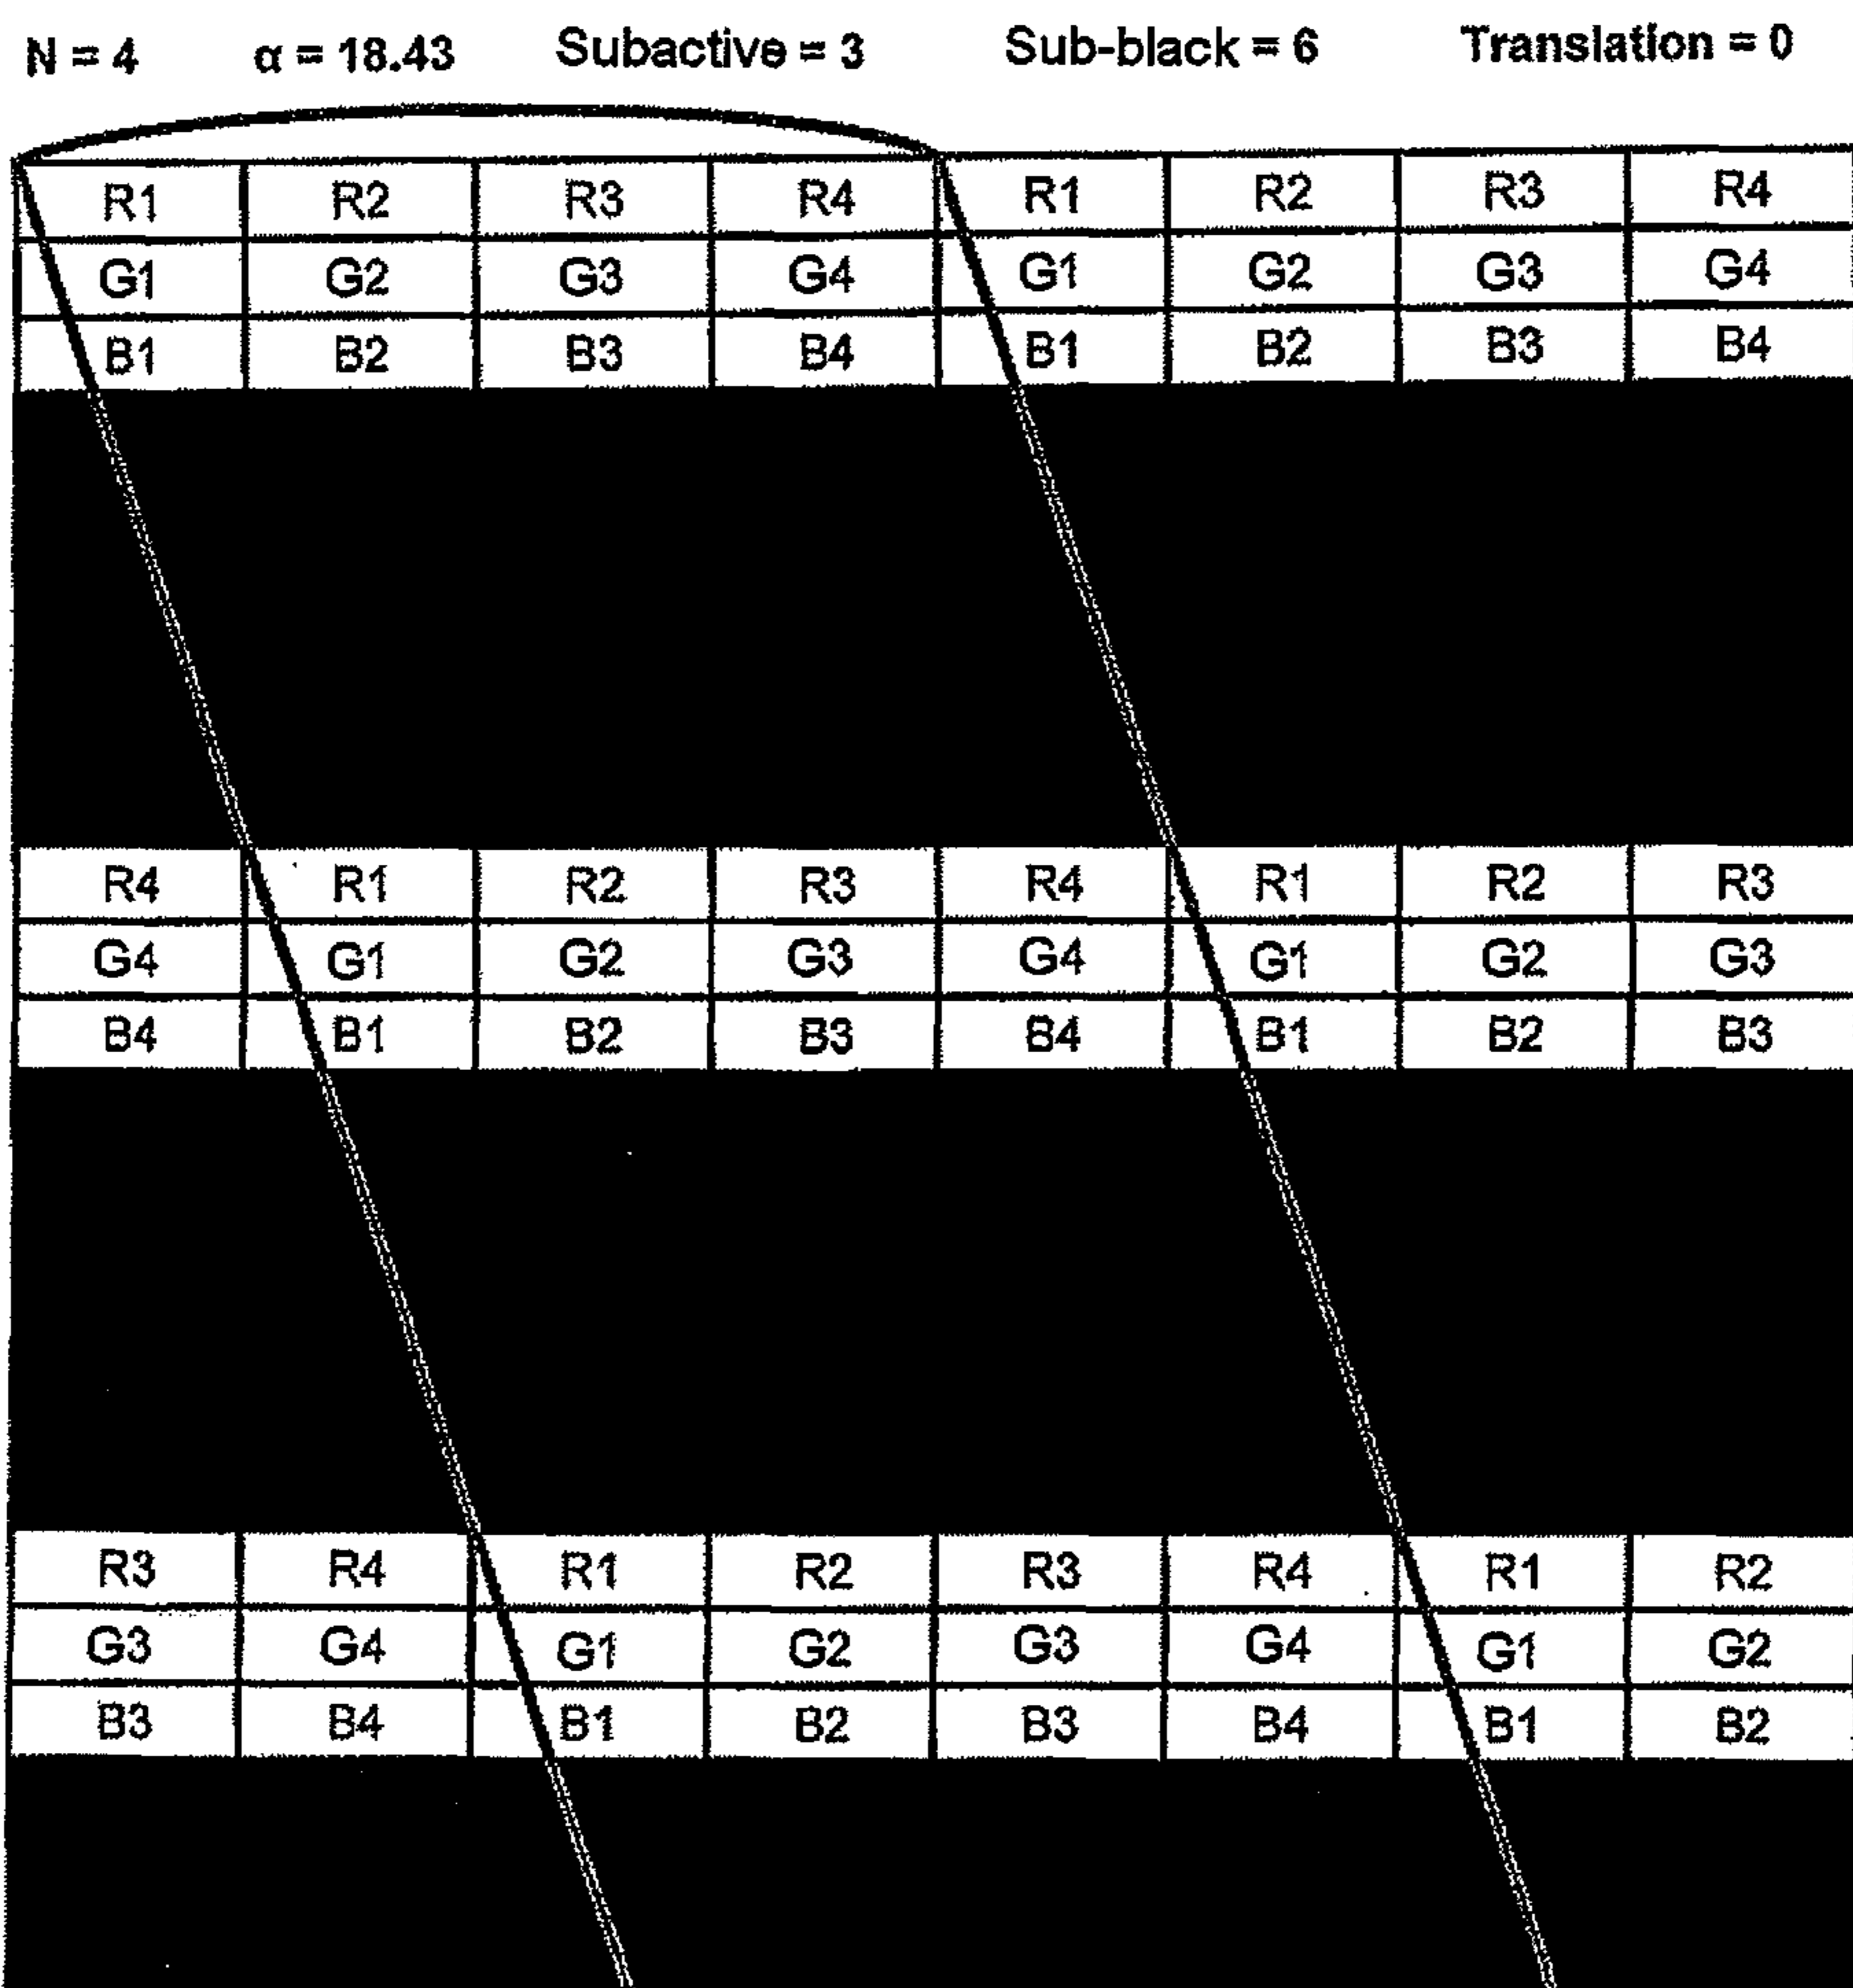 N = 4 α = 18.43 Subactive = 3 Sub-black = 6 Translation = 0
R1 R2 R3 R4 R1 R2 R3 R4
G1 G2 G3 G4 G1 G2 G3 G4
B1 B2 B3 B4 B1 B2 B3 B4
R4 R1 R2 R3 R4 R1 R2 R3
G4 G1 G2 G3 G4 G1 G2 G3
B4 B1 B2 B3 B4 B1 B2 B3
R3 R4 R1 R2 R3 R4 R1 R2
G3 G4 G1 G2 G3 G4 G1 G2
B3 B4 B1 B2 B3 B4 B1 B2